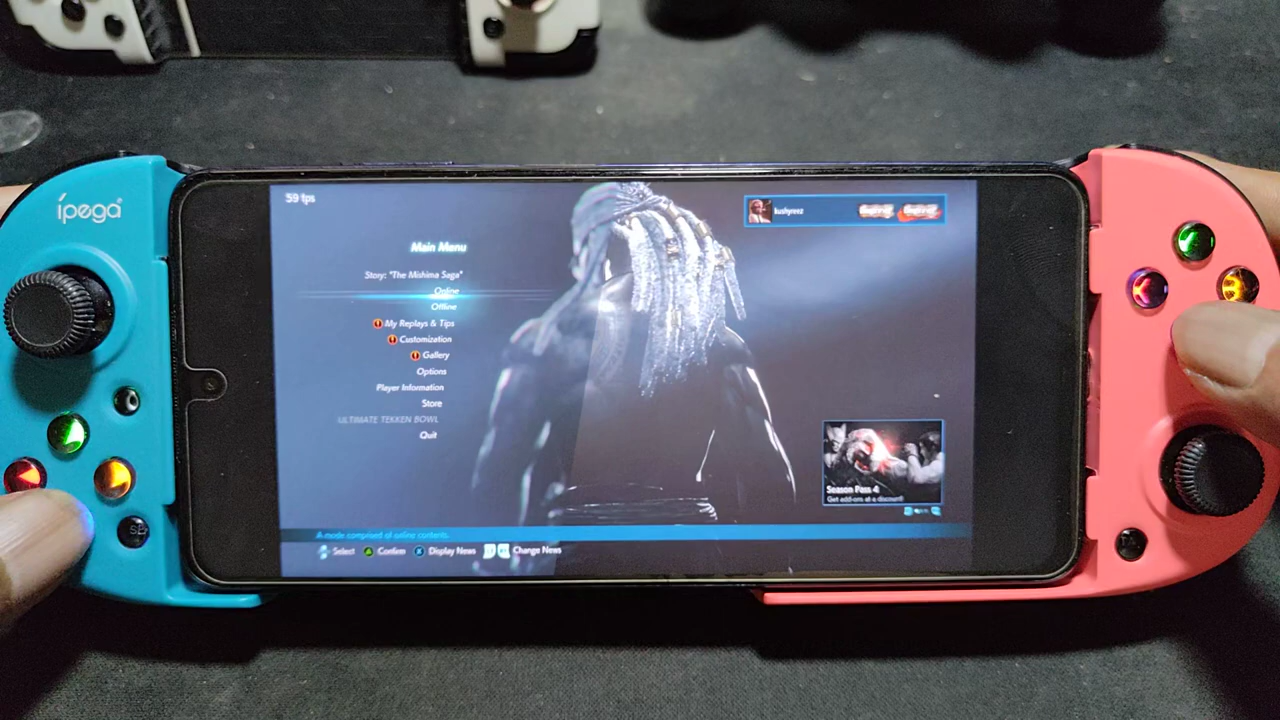 ípega
59 fps
kushyreez
Main Menu
Story: "The Mishima Saga"
Online
Offline
My Replays & Tips
Customization
Gallery
Options
Player Information
Store
ULTIMATE TEKKEN BOWL
Quit
Season Pass 4
Get add-ons at a discount!
A mode comprised of online contents.
Select Confirm Display News Change News